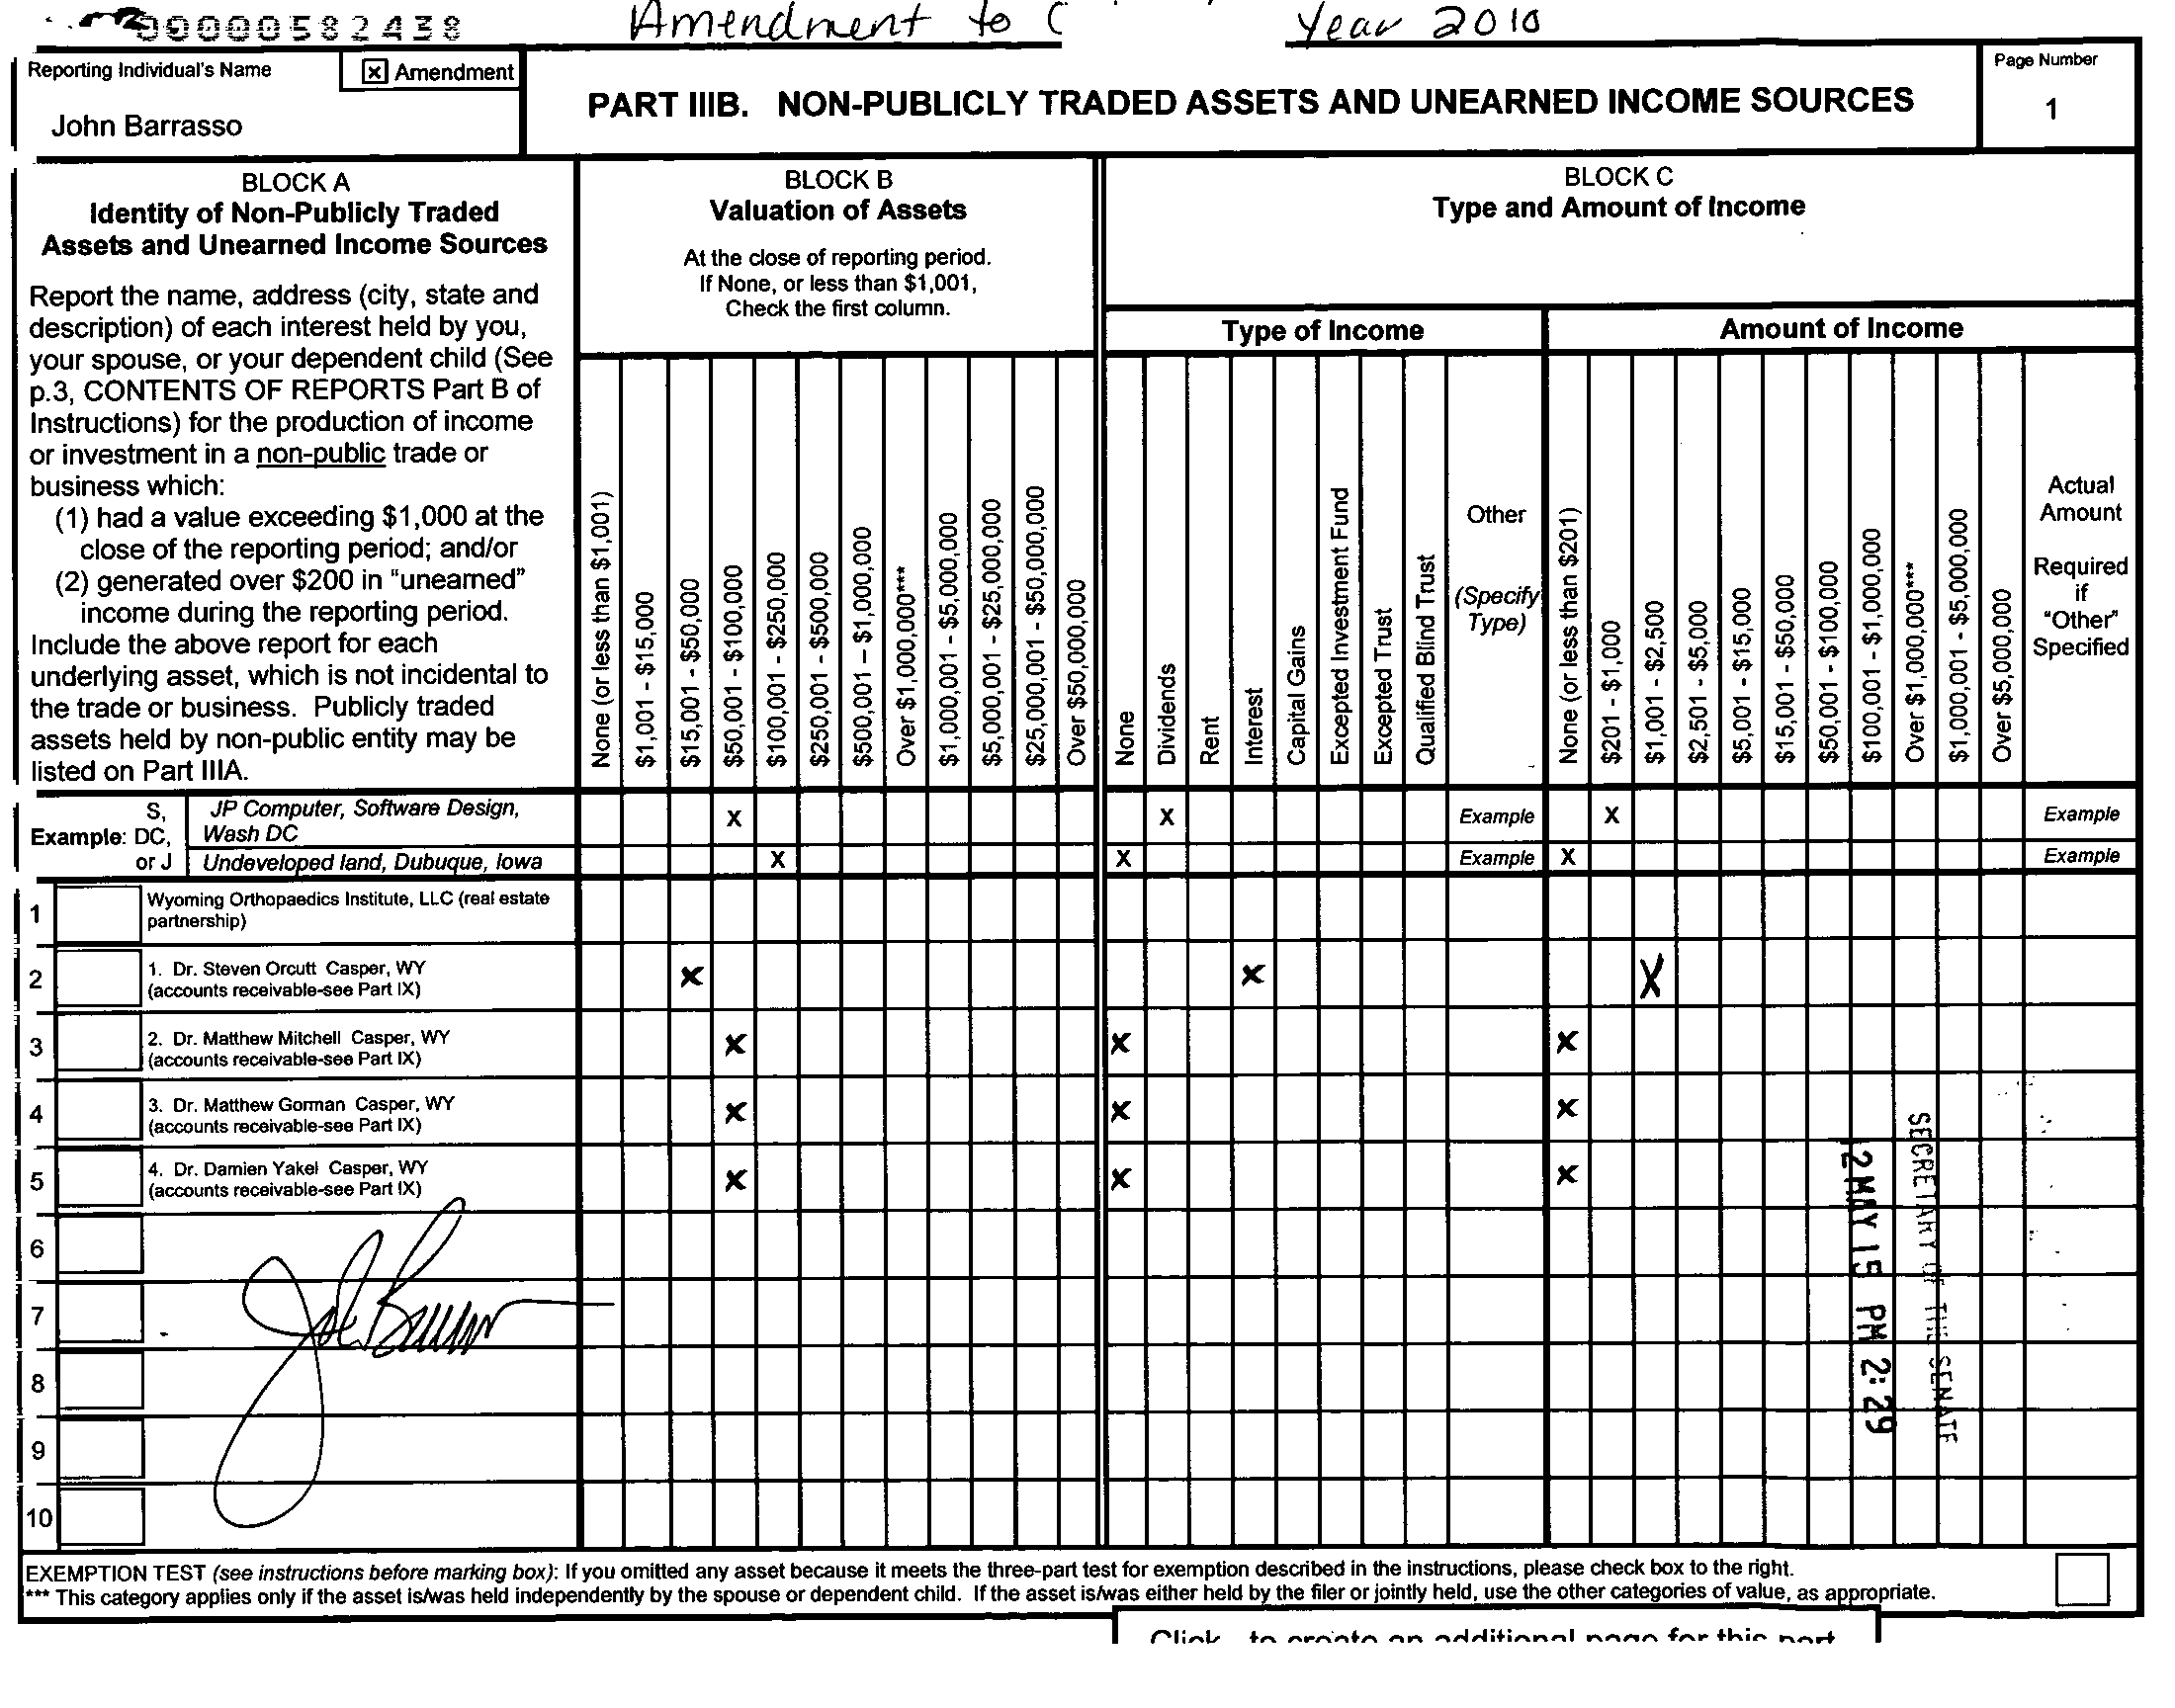 00000582438
Amendment to C
Year 2010
Reporting Individual's Name
x Amendment
John Barrasso
PART IIIB. NON-PUBLICLY TRADED ASSETS AND UNEARNED INCOME SOURCES
Page Number
1
BLOCK A
Identity of Non-Publicly Traded
Assets and Unearned Income Sources
Report the name, address (city, state and
description) of each interest held by you,
your spouse, or your dependent child (See
p.3, CONTENTS OF REPORTS Part B of
Instructions) for the production of income
or investment in a non-public trade or
business which:
(1) had a value exceeding $1,000 at the
close of the reporting period; and/or
(2) generated over $200 in "unearned"
income during the reporting period.
Include the above report for each
underlying asset, which is not incidental to
the trade or business. Publicly traded
assets held by non-public entity may be
listed on Part IIIA.
BLOCK B
Valuation of Assets
At the close of reporting period.
If None, or less than $1,001,
Check the first column.
None (or less than $1,001)
$1,001 - $15,000
$15,001 - $50,000
$50,001 - $100,000
$100,001 - $250,000
$250,001 - $500,000
$500,001 – $1,000,000
Over $1,000,000***
$1,000,001 - $5,000,000
$5,000,001 - $25,000,000
$25,000,001 - $50,000,000
Over $50,000,000
BLOCK C
Type and Amount of Income
Type of Income
None
Dividends
Rent
Interest
Capital Gains
Excepted Investment Fund
Excepted Trust
Qualified Blind Trust
Other
(Specify
Type)
Amount of Income
None (or less than $201)
$201 - $1,000
$1,001 - $2,500
$2,501 - $5,000
$5,001 - $15,000
$15,001 - $50,000
$50,001 - $100,000
$100,001 - $1,000,000
Over $1,000,000***
$1,000,001 - $5,000,000
Over $5,000,000
Actual
Amount
Required
if
"Other"
Specified
Example:
S,
DC,
or J
JP Computer, Software Design,
Wash DC
X X Example X Example
Undeveloped land, Dubuque, Iowa X X Example X Example
1
Wyoming Orthopaedics Institute, LLC (real estate
partnership)
2
1. Dr. Steven Orcutt Casper, WY
(accounts receivable-see Part IX)
x x X
3
2. Dr. Matthew Mitchell Casper, WY
(accounts receivable-see Part IX)
x x x
4
3. Dr. Matthew Gorman Casper, WY
(accounts receivable-see Part IX)
x x x
5
4. Dr. Damien Yakel Casper, WY
(accounts receivable-see Part IX)
x x x
6
7
8
9
10
SECRETARY OF THE SENATE
12 MAY 15 PM 2:29
EXEMPTION TEST (see instructions before marking box): If you omitted any asset because it meets the three-part test for exemption described in the instructions, please check box to the right.
*** This category applies only if the asset is/was held independently by the spouse or dependent child. If the asset is/was either held by the filer or jointly held, use the other categories of value, as appropriate.
Click to create an additional page for this part